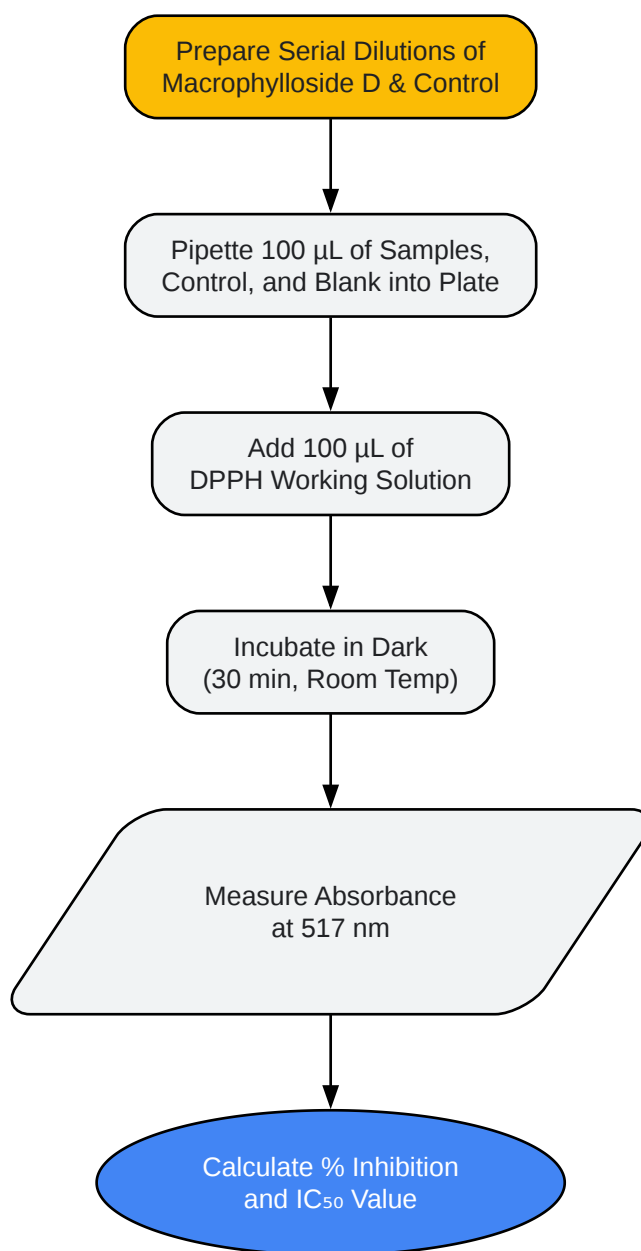 Prepare Serial Dilutions of
Macrophylloside D & Control
Pipette 100 µL of Samples,
Control, and Blank into Plate
Add 100 µL of
DPPH Working Solution
Incubate in Dark
(30 min, Room Temp)
Measure Absorbance
at 517 nm
Calculate % Inhibition
and IC₅₀ Value